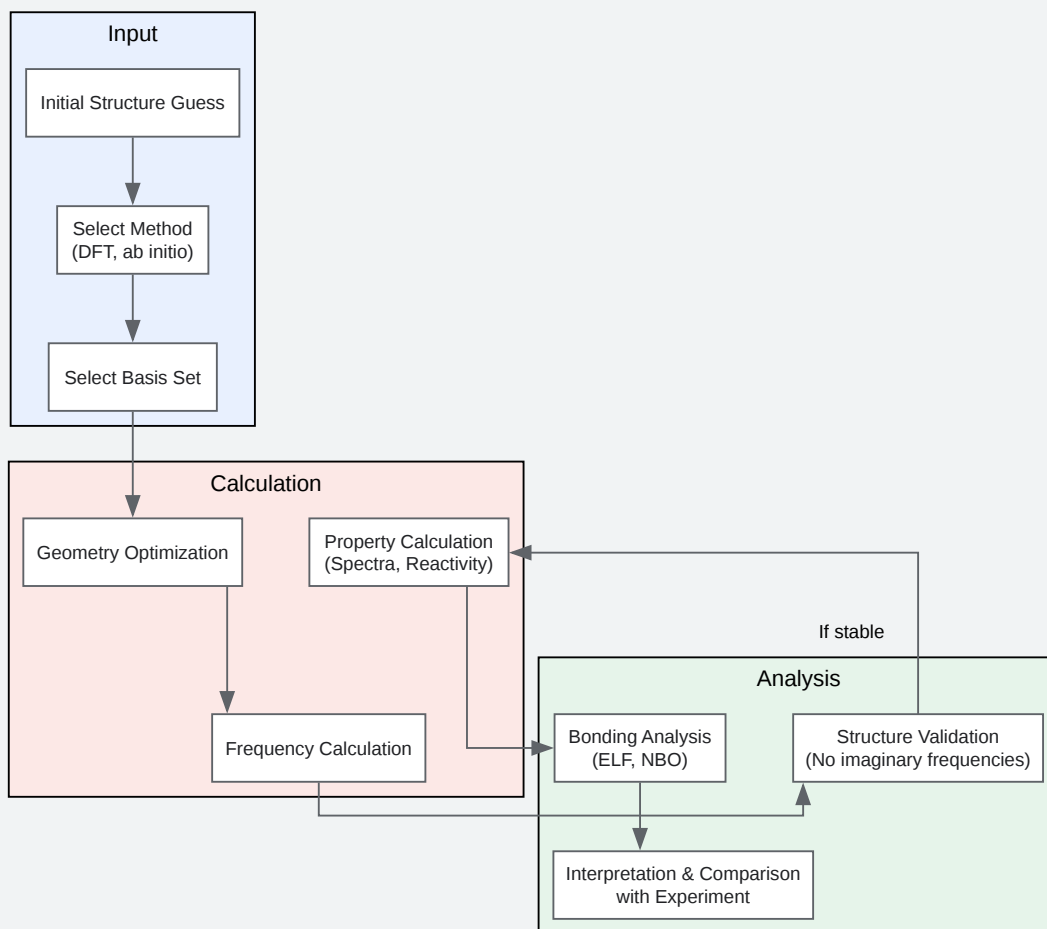 Input
Initial Structure Guess
Select Method
(DFT, ab initio)
Select Basis Set
Calculation
Geometry Optimization
Property Calculation
(Spectra, Reactivity)
Frequency Calculation
If stable
Analysis
Bonding Analysis
(ELF, NBO)
Structure Validation
(No imaginary frequencies)
Interpretation & Comparison
with Experiment